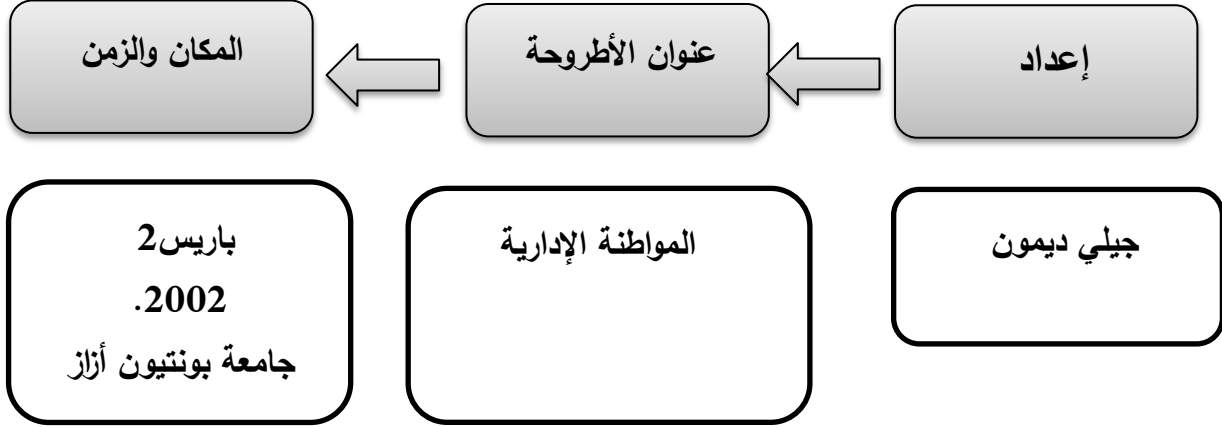 إعداد
عنوان الأطروحة
المكان والزمن
جيلي ديمون
المواطنة الإدارية
باريس2
2002.
جامعة بونتيون أزاز